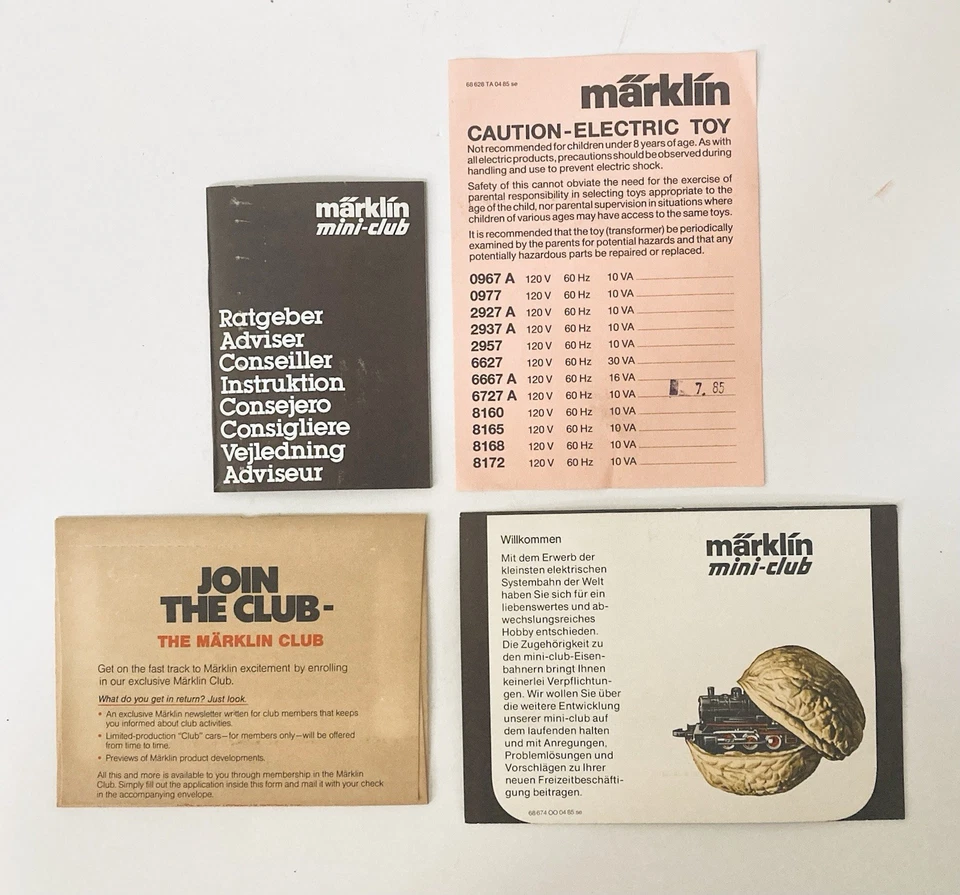 märklin
mini-club
Ratgeber
Adviser
Conseiller
Instruktion
Consejero
Consigliere
Vejledning
Adviseur
68 628 TA 04 85 se
märklin
CAUTION-ELECTRIC TOY
Not recommended for children under 8 years of age. As with
all electric products, precautions should be observed during
handling and use to prevent electric shock.
Safety of this cannot obviate the need for the exercise of
parental responsibility in selecting toys appropriate to the
age of the child, nor parental supervision in situations where
children of various ages may have access to the same toys.
It is recommended that the toy (transformer) be periodically
examined by the parents for potential hazards and that any
potentially hazardous parts be repaired or replaced.
0967 A 120 V 60 Hz 10 VA
0977 120 V 60 Hz 10 VA
2927 A 120 V 60 Hz 10 VA
2937 A 120 V 60 Hz 10 VA
2957 120 V 60 Hz 10 VA
6627 120 V 60 Hz 30 VA
6667 A 120 V 60 Hz 16 VA
6727 A 120 V 60 Hz 10 VA 7. 85
8160 120 V 60 Hz 10 VA
8165 120 V 60 Hz 10 VA
8168 120 V 60 Hz 10 VA
8172 120 V 60 Hz 10 VA
JOIN
THE CLUB-
THE MÄRKLIN CLUB
Get on the fast track to Märklin excitement by enrolling
in our exclusive Märklin Club.
What do you get in return? Just look.
• An exclusive Märklin newsletter written for club members that keeps
you informed about club activities.
• Limited-production "Club" cars—for members only—will be offered
from time to time.
• Previews of Märklin product developments.
All this and more is available to you through membership in the Märklin
Club. Simply fill out the application inside this form and mail it with your check
in the accompanying envelope.
Willkommen
Mit dem Erwerb der
kleinsten elektrischen
Systembahn der Welt
haben Sie sich für ein
liebenswertes und ab-
wechslungsreiches
Hobby entschieden.
Die Zugehörigkeit zu
den mini-club-Eisen-
bahnern bringt Ihnen
keinerlei Verpflichtun-
gen. Wir wollen Sie über
die weitere Entwicklung
unserer mini-club auf
dem laufenden halten
und mit Anregungen,
Problemlösungen und
Vorschlägen zu Ihrer
neuen Freizeitbeschäfti-
gung beitragen.
68 674 OO 04 85 se
märklin
mini-club